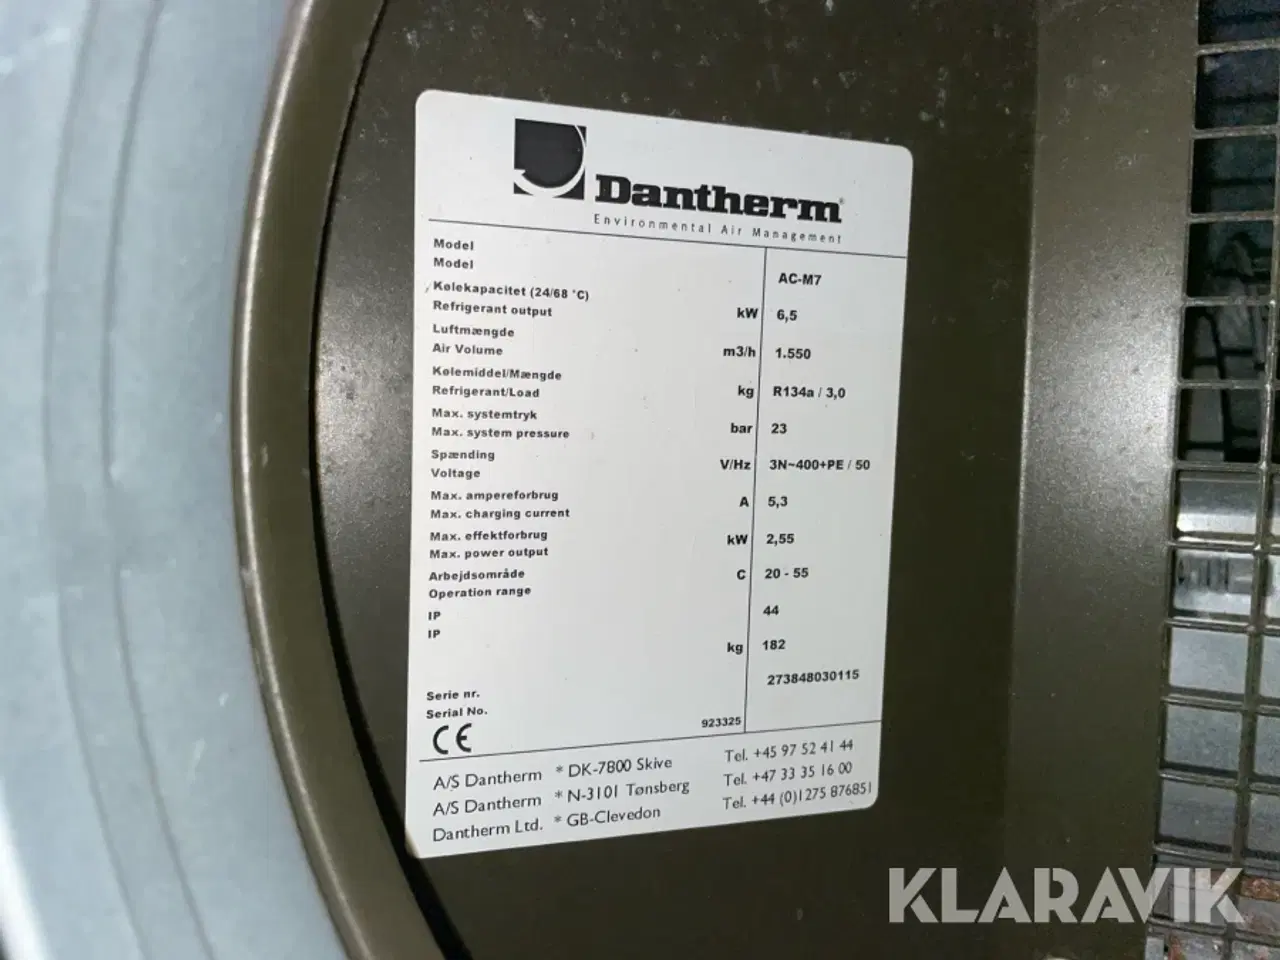 Dantherm®
Environmental Air Management
Model
Model AC-M7
Kølekapacitet (24/68 °C)
Refrigerant output kW 6,5
Luftmængde
Air Volume m3/h 1.550
Kølemiddel/Mængde
Refrigerant/Load kg R134a / 3,0
Max. systemtryk
Max. system pressure bar 23
Spænding
Voltage V/Hz 3N~400+PE / 50
Max. ampereforbrug
Max. charging current A 5,3
Max. effektforbrug
Max. power output kW 2,55
Arbejdsområde
Operation range C 20 - 55
IP
IP 44
kg 182
Serie nr. 273848030115
Serial No.
CE 923325
A/S Dantherm * DK-7800 Skive Tel. +45 97 52 41 44
A/S Dantherm * N-3101 Tønsberg Tel. +47 33 35 16 00
Dantherm Ltd. * GB-Clevedon Tel. +44 (0)1275 876851
KLARAVIK